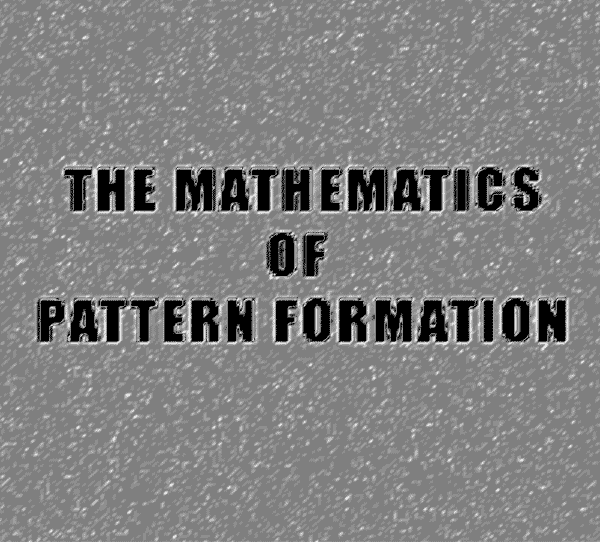 THE MATHEMATICS
OF
PATTERN FORMATION